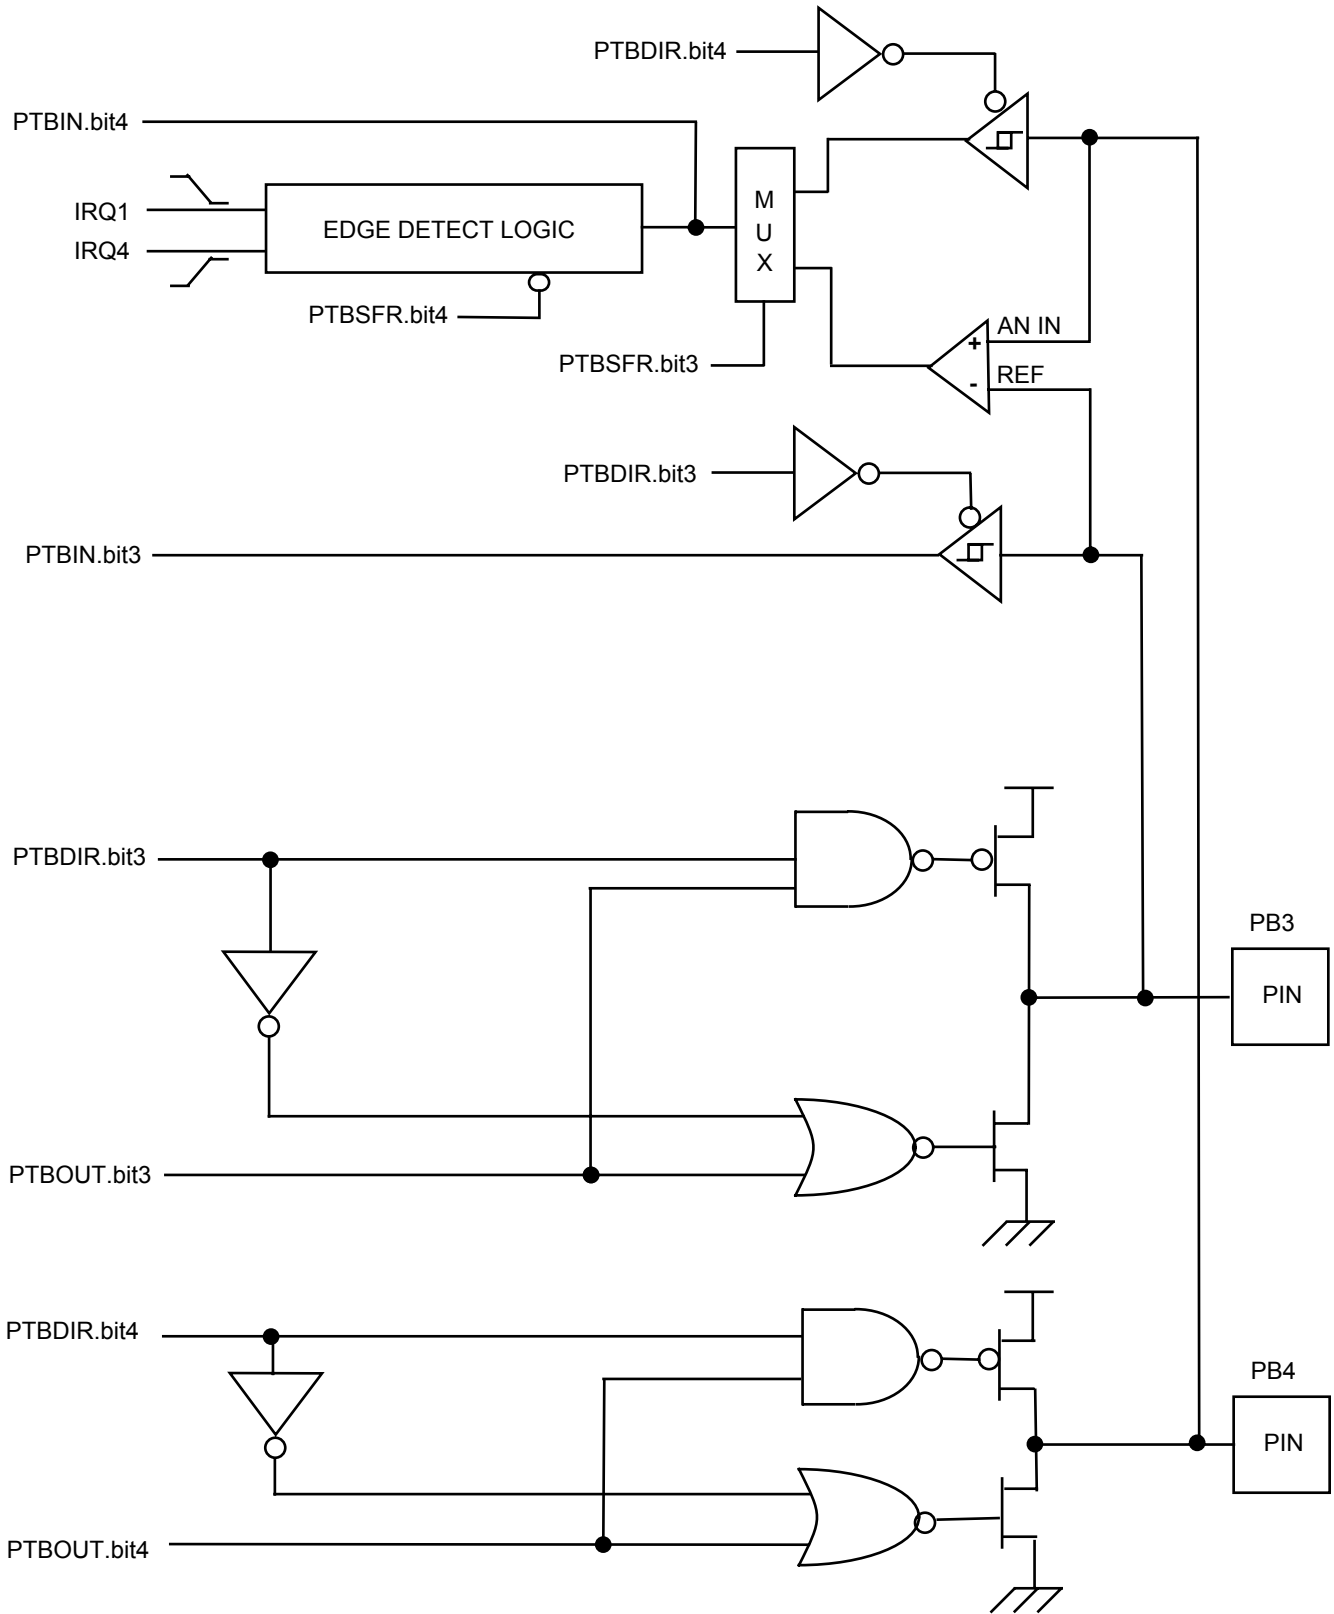 PTBDIR.bit4
PTBIN.bit4
M
U
X
IRQ1
EDGE DETECT LOGIC
IRQ4
PTBSFR.bit4
AN IN
+
PTBSFR.bit3
REF
-
PTBDIR.bit3
PTBIN.bit3
PTBDIR.bit3
PB3
PIN
PTBOUT.bit3
PTBDIR.bit4
PB4
PIN
PTBOUT.bit4